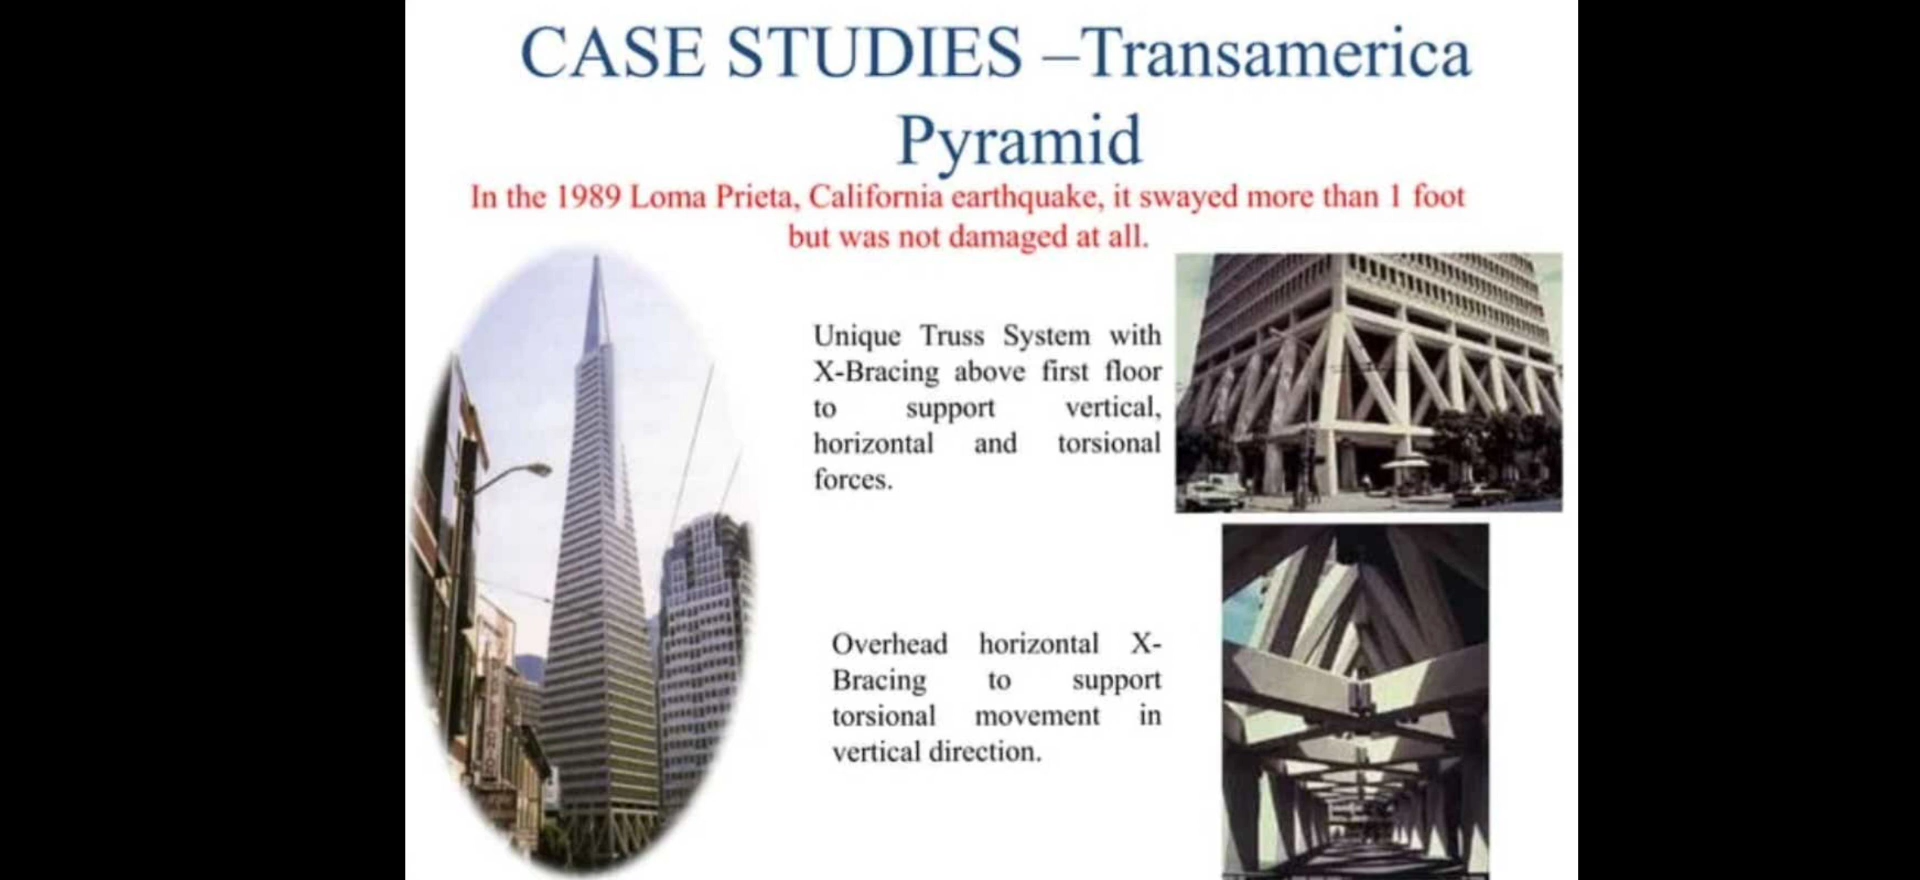 CASE STUDIES –Transamerica
Pyramid
In the 1989 Loma Prieta, California earthquake, it swayed more than 1 foot
but was not damaged at all.
Unique Truss System with
X-Bracing above first floor
to support vertical,
horizontal and torsional
forces.
Overhead horizontal X-
Bracing to support
torsional movement in
vertical direction.